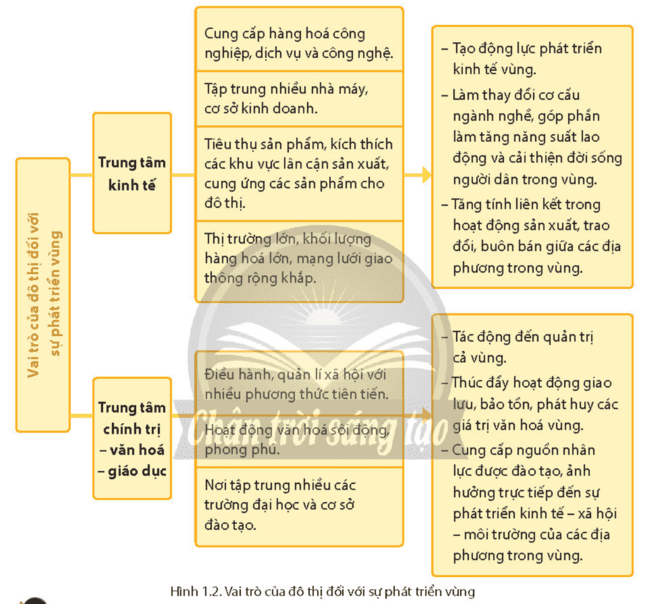 Vai trò của đô thị đối với
sự phát triển vùng
Trung tâm
kinh tế
Cung cấp hàng hoá công
nghiệp, dịch vụ và công nghệ.
Tập trung nhiều nhà máy,
cơ sở kinh doanh.
Tiêu thụ sản phẩm, kích thích
các khu vực lân cận sản xuất,
cung ứng các sản phẩm cho
đô thị.
Thị trường lớn, khối lượng
hàng hoá lớn, mạng lưới giao
thông rộng khắp.
– Tạo động lực phát triển
kinh tế vùng.
– Làm thay đổi cơ cấu
ngành nghề, góp phần
làm tăng năng suất lao
động và cải thiện đời sống
người dân trong vùng.
– Tăng tính liên kết trong
hoạt động sản xuất, trao
đổi, buôn bán giữa các địa
phương trong vùng.
Trung tâm
chính trị
– văn hoá
– giáo dục
Điều hành, quản lí xã hội với
nhiều phương thức tiên tiến.
Hoạt động văn hoá sôi động,
phong phú.
Nơi tập trung nhiều các
trường đại học và cơ sở
đào tạo.
– Tác động đến quản trị
cả vùng.
– Thúc đẩy hoạt động giao
lưu, bảo tồn, phát huy các
giá trị văn hoá vùng.
– Cung cấp nguồn nhân
lực được đào tạo, ảnh
hưởng trực tiếp đến sự
phát triển kinh tế – xã hội
– môi trường của các địa
phương trong vùng.
Chân trời sáng tạo
Hình 1.2. Vai trò của đô thị đối với sự phát triển vùng